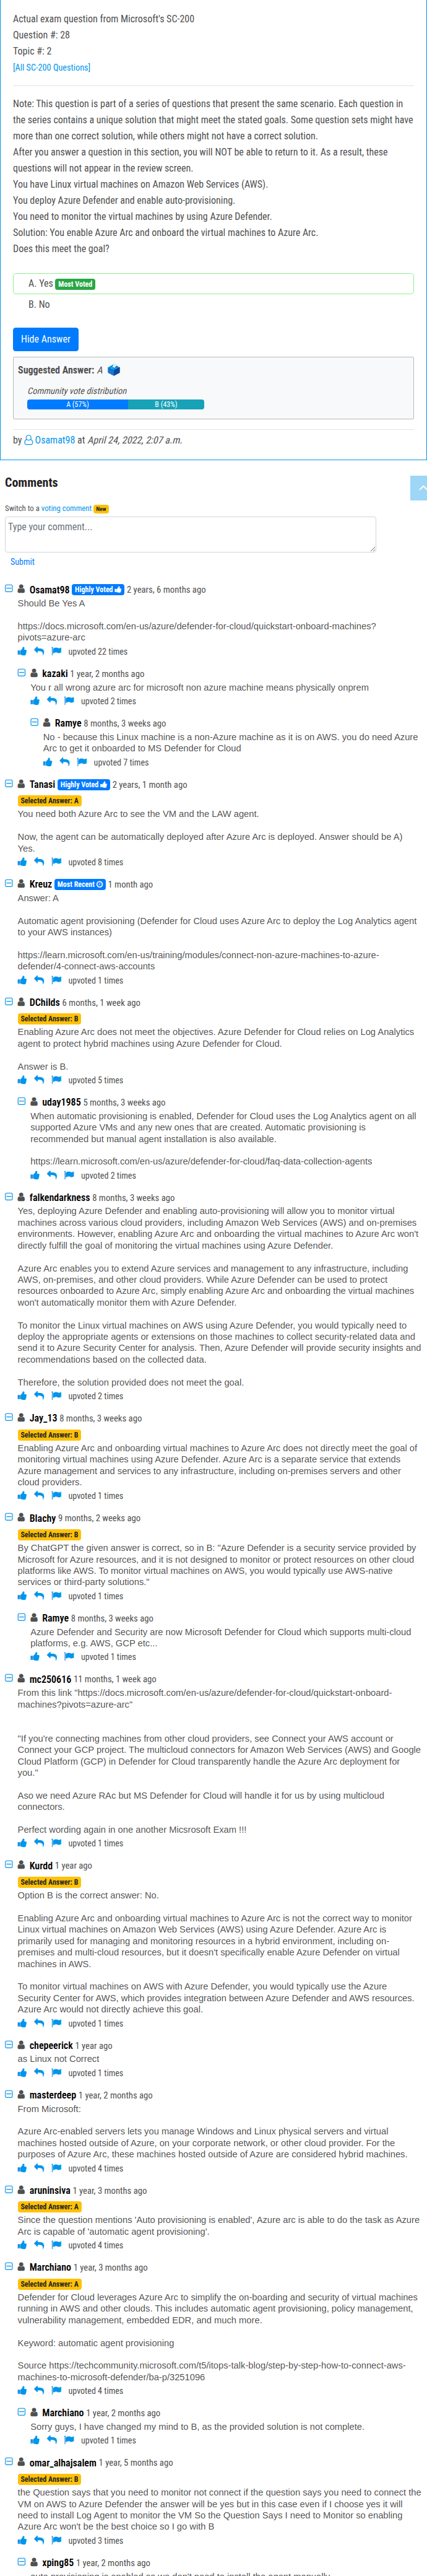 Actual exam question from Microsoft's SC-200
Question #: 28
Topic #: 2
[All SC-200 Questions]
Note: This question is part of a series of questions that present the same scenario. Each question in
the series contains a unique solution that might meet the stated goals. Some question sets might have
more than one correct solution, while others might not have a correct solution.
After you answer a question in this section, you will NOT be able to return to it. As a result, these
questions will not appear in the review screen.
You have Linux virtual machines on Amazon Web Services (AWS).
You deploy Azure Defender and enable auto-provisioning.
You need to monitor the virtual machines by using Azure Defender.
Solution: You enable Azure Arc and onboard the virtual machines to Azure Arc.
Does this meet the goal?
A. Yes Most Voted
B. No
Hide Answer
Suggested Answer: A
Community vote distribution
A (57%) B (43%)
by Osamat98 at April 24, 2022, 2:07 a.m.
Comments
Switch to a voting comment New
Type your comment...
Submit
Osamat98 Highly Voted 2 years, 6 months ago
Should Be Yes A
https://docs.microsoft.com/en-us/azure/defender-for-cloud/quickstart-onboard-machines?
pivots=azure-arc
upvoted 22 times
kazaki 1 year, 2 months ago
You r all wrong azure arc for microsoft non azure machine means physically onprem
upvoted 2 times
Ramye 8 months, 3 weeks ago
No - because this Linux machine is a non-Azure machine as it is on AWS. you do need Azure
Arc to get it onboarded to MS Defender for Cloud
upvoted 7 times
Tanasi Highly Voted 2 years, 1 month ago
Selected Answer: A
You need both Azure Arc to see the VM and the LAW agent.
Now, the agent can be automatically deployed after Azure Arc is deployed. Answer should be A)
Yes.
upvoted 8 times
Kreuz Most Recent 1 month ago
Answer: A
Automatic agent provisioning (Defender for Cloud uses Azure Arc to deploy the Log Analytics agent
to your AWS instances)
https://learn.microsoft.com/en-us/training/modules/connect-non-azure-machines-to-azure-
defender/4-connect-aws-accounts
upvoted 1 times
DChilds 6 months, 1 week ago
Selected Answer: B
Enabling Azure Arc does not meet the objectives. Azure Defender for Cloud relies on Log Analytics
agent to protect hybrid machines using Azure Defender for Cloud.
Answer is B.
upvoted 5 times
uday1985 5 months, 3 weeks ago
When automatic provisioning is enabled, Defender for Cloud uses the Log Analytics agent on all
supported Azure VMs and any new ones that are created. Automatic provisioning is
recommended but manual agent installation is also available.
https://learn.microsoft.com/en-us/azure/defender-for-cloud/faq-data-collection-agents
upvoted 2 times
falkendarkness 8 months, 3 weeks ago
Yes, deploying Azure Defender and enabling auto-provisioning will allow you to monitor virtual
machines across various cloud providers, including Amazon Web Services (AWS) and on-premises
environments. However, enabling Azure Arc and onboarding the virtual machines to Azure Arc won't
directly fulfill the goal of monitoring the virtual machines using Azure Defender.
Azure Arc enables you to extend Azure services and management to any infrastructure, including
AWS, on-premises, and other cloud providers. While Azure Defender can be used to protect
resources onboarded to Azure Arc, simply enabling Azure Arc and onboarding the virtual machines
won't automatically monitor them with Azure Defender.
To monitor the Linux virtual machines on AWS using Azure Defender, you would typically need to
deploy the appropriate agents or extensions on those machines to collect security-related data and
send it to Azure Security Center for analysis. Then, Azure Defender will provide security insights and
recommendations based on the collected data.
Therefore, the solution provided does not meet the goal.
upvoted 2 times
Jay_13 8 months, 3 weeks ago
Selected Answer: B
Enabling Azure Arc and onboarding virtual machines to Azure Arc does not directly meet the goal of
monitoring virtual machines using Azure Defender. Azure Arc is a separate service that extends
Azure management and services to any infrastructure, including on-premises servers and other
cloud providers.
upvoted 1 times
Blachy 9 months, 2 weeks ago
Selected Answer: B
By ChatGPT the given answer is correct, so in B: "Azure Defender is a security service provided by
Microsoft for Azure resources, and it is not designed to monitor or protect resources on other cloud
platforms like AWS. To monitor virtual machines on AWS, you would typically use AWS-native
services or third-party solutions."
upvoted 1 times
Ramye 8 months, 3 weeks ago
Azure Defender and Security are now Microsoft Defender for Cloud which supports multi-cloud
platforms, e.g. AWS, GCP etc...
upvoted 1 times
mc250616 11 months, 1 week ago
From this link "https://docs.microsoft.com/en-us/azure/defender-for-cloud/quickstart-onboard-
machines?pivots=azure-arc"
"If you're connecting machines from other cloud providers, see Connect your AWS account or
Connect your GCP project. The multicloud connectors for Amazon Web Services (AWS) and Google
Cloud Platform (GCP) in Defender for Cloud transparently handle the Azure Arc deployment for
you."
Aso we need Azure RAc but MS Defender for Cloud will handle it for us by using multicloud
connectors.
Perfect wording again in one another Micsrosoft Exam !!!
upvoted 1 times
Kurdd 1 year ago
Selected Answer: B
Option B is the correct answer: No.
Enabling Azure Arc and onboarding virtual machines to Azure Arc is not the correct way to monitor
Linux virtual machines on Amazon Web Services (AWS) using Azure Defender. Azure Arc is
primarily used for managing and monitoring resources in a hybrid environment, including on-
premises and multi-cloud resources, but it doesn't specifically enable Azure Defender on virtual
machines in AWS.
To monitor virtual machines on AWS with Azure Defender, you would typically use the Azure
Security Center for AWS, which provides integration between Azure Defender and AWS resources.
Azure Arc would not directly achieve this goal.
upvoted 1 times
chepeerick 1 year ago
as Linux not Correct
upvoted 1 times
masterdeep 1 year, 2 months ago
From Microsoft:
Azure Arc-enabled servers lets you manage Windows and Linux physical servers and virtual
machines hosted outside of Azure, on your corporate network, or other cloud provider. For the
purposes of Azure Arc, these machines hosted outside of Azure are considered hybrid machines.
upvoted 4 times
aruninsiva 1 year, 3 months ago
Selected Answer: A
Since the question mentions 'Auto provisioning is enabled', Azure arc is able to do the task as Azure
Arc is capable of 'automatic agent provisioning'.
upvoted 4 times
Marchiano 1 year, 3 months ago
Selected Answer: A
Defender for Cloud leverages Azure Arc to simplify the on-boarding and security of virtual machines
running in AWS and other clouds. This includes automatic agent provisioning, policy management,
vulnerability management, embedded EDR, and much more.
Keyword: automatic agent provisioning
Source https://techcommunity.microsoft.com/t5/itops-talk-blog/step-by-step-how-to-connect-aws-
machines-to-microsoft-defender/ba-p/3251096
upvoted 4 times
Marchiano 1 year, 2 months ago
Sorry guys, I have changed my mind to B, as the provided solution is not complete.
upvoted 1 times
omar_alhajsalem 1 year, 5 months ago
Selected Answer: B
the Question says that you need to monitor not connect if the question says you need to connect the
VM on AWS to Azure Defender the answer will be yes but in this case even if I choose yes it will
need to install Log Agent to monitor the VM So the Question Says I need to Monitor so enabling
Azure Arc won't be the best choice so I go with B
upvoted 3 times
xping85 1 year, 2 months ago